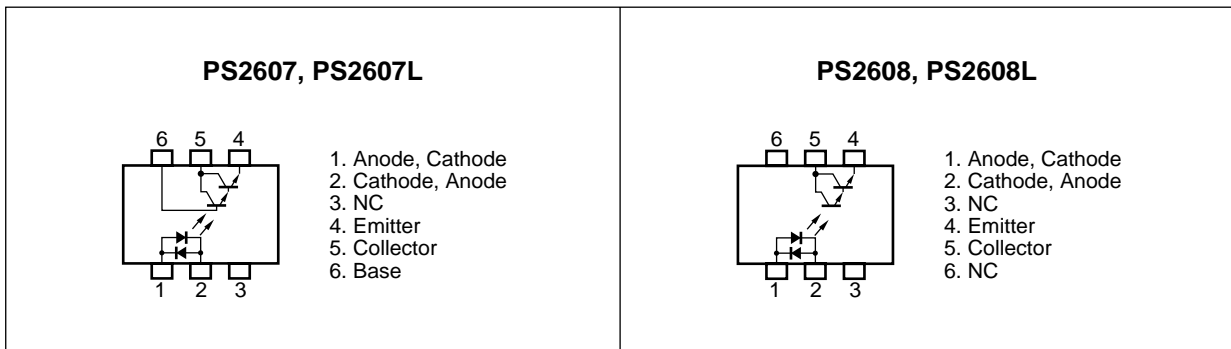 PS2607, PS2607L
6 5 4
1. Anode, Cathode
2. Cathode, Anode
3. NC
4. Emitter
5. Collector
6. Base
1 2 3
PS2608, PS2608L
6 5 4
1. Anode, Cathode
2. Cathode, Anode
3. NC
4. Emitter
5. Collector
6. NC
1 2 3